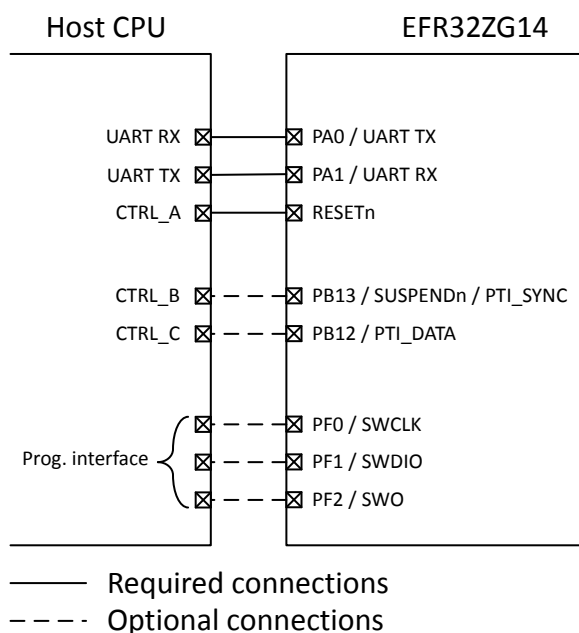 Host CPU
EFR32ZG14
UART RX
PA0 / UART TX
UART TX
PA1 / UART RX
CTRL_A
RESETn
CTRL_B
PB13 / SUSPENDn / PTI_SYNC
CTRL_C
PB12 / PTI_DATA
Prog. interface
PF0 / SWCLK
PF1 / SWDIO
PF2 / SWO
Required connections
Optional connections